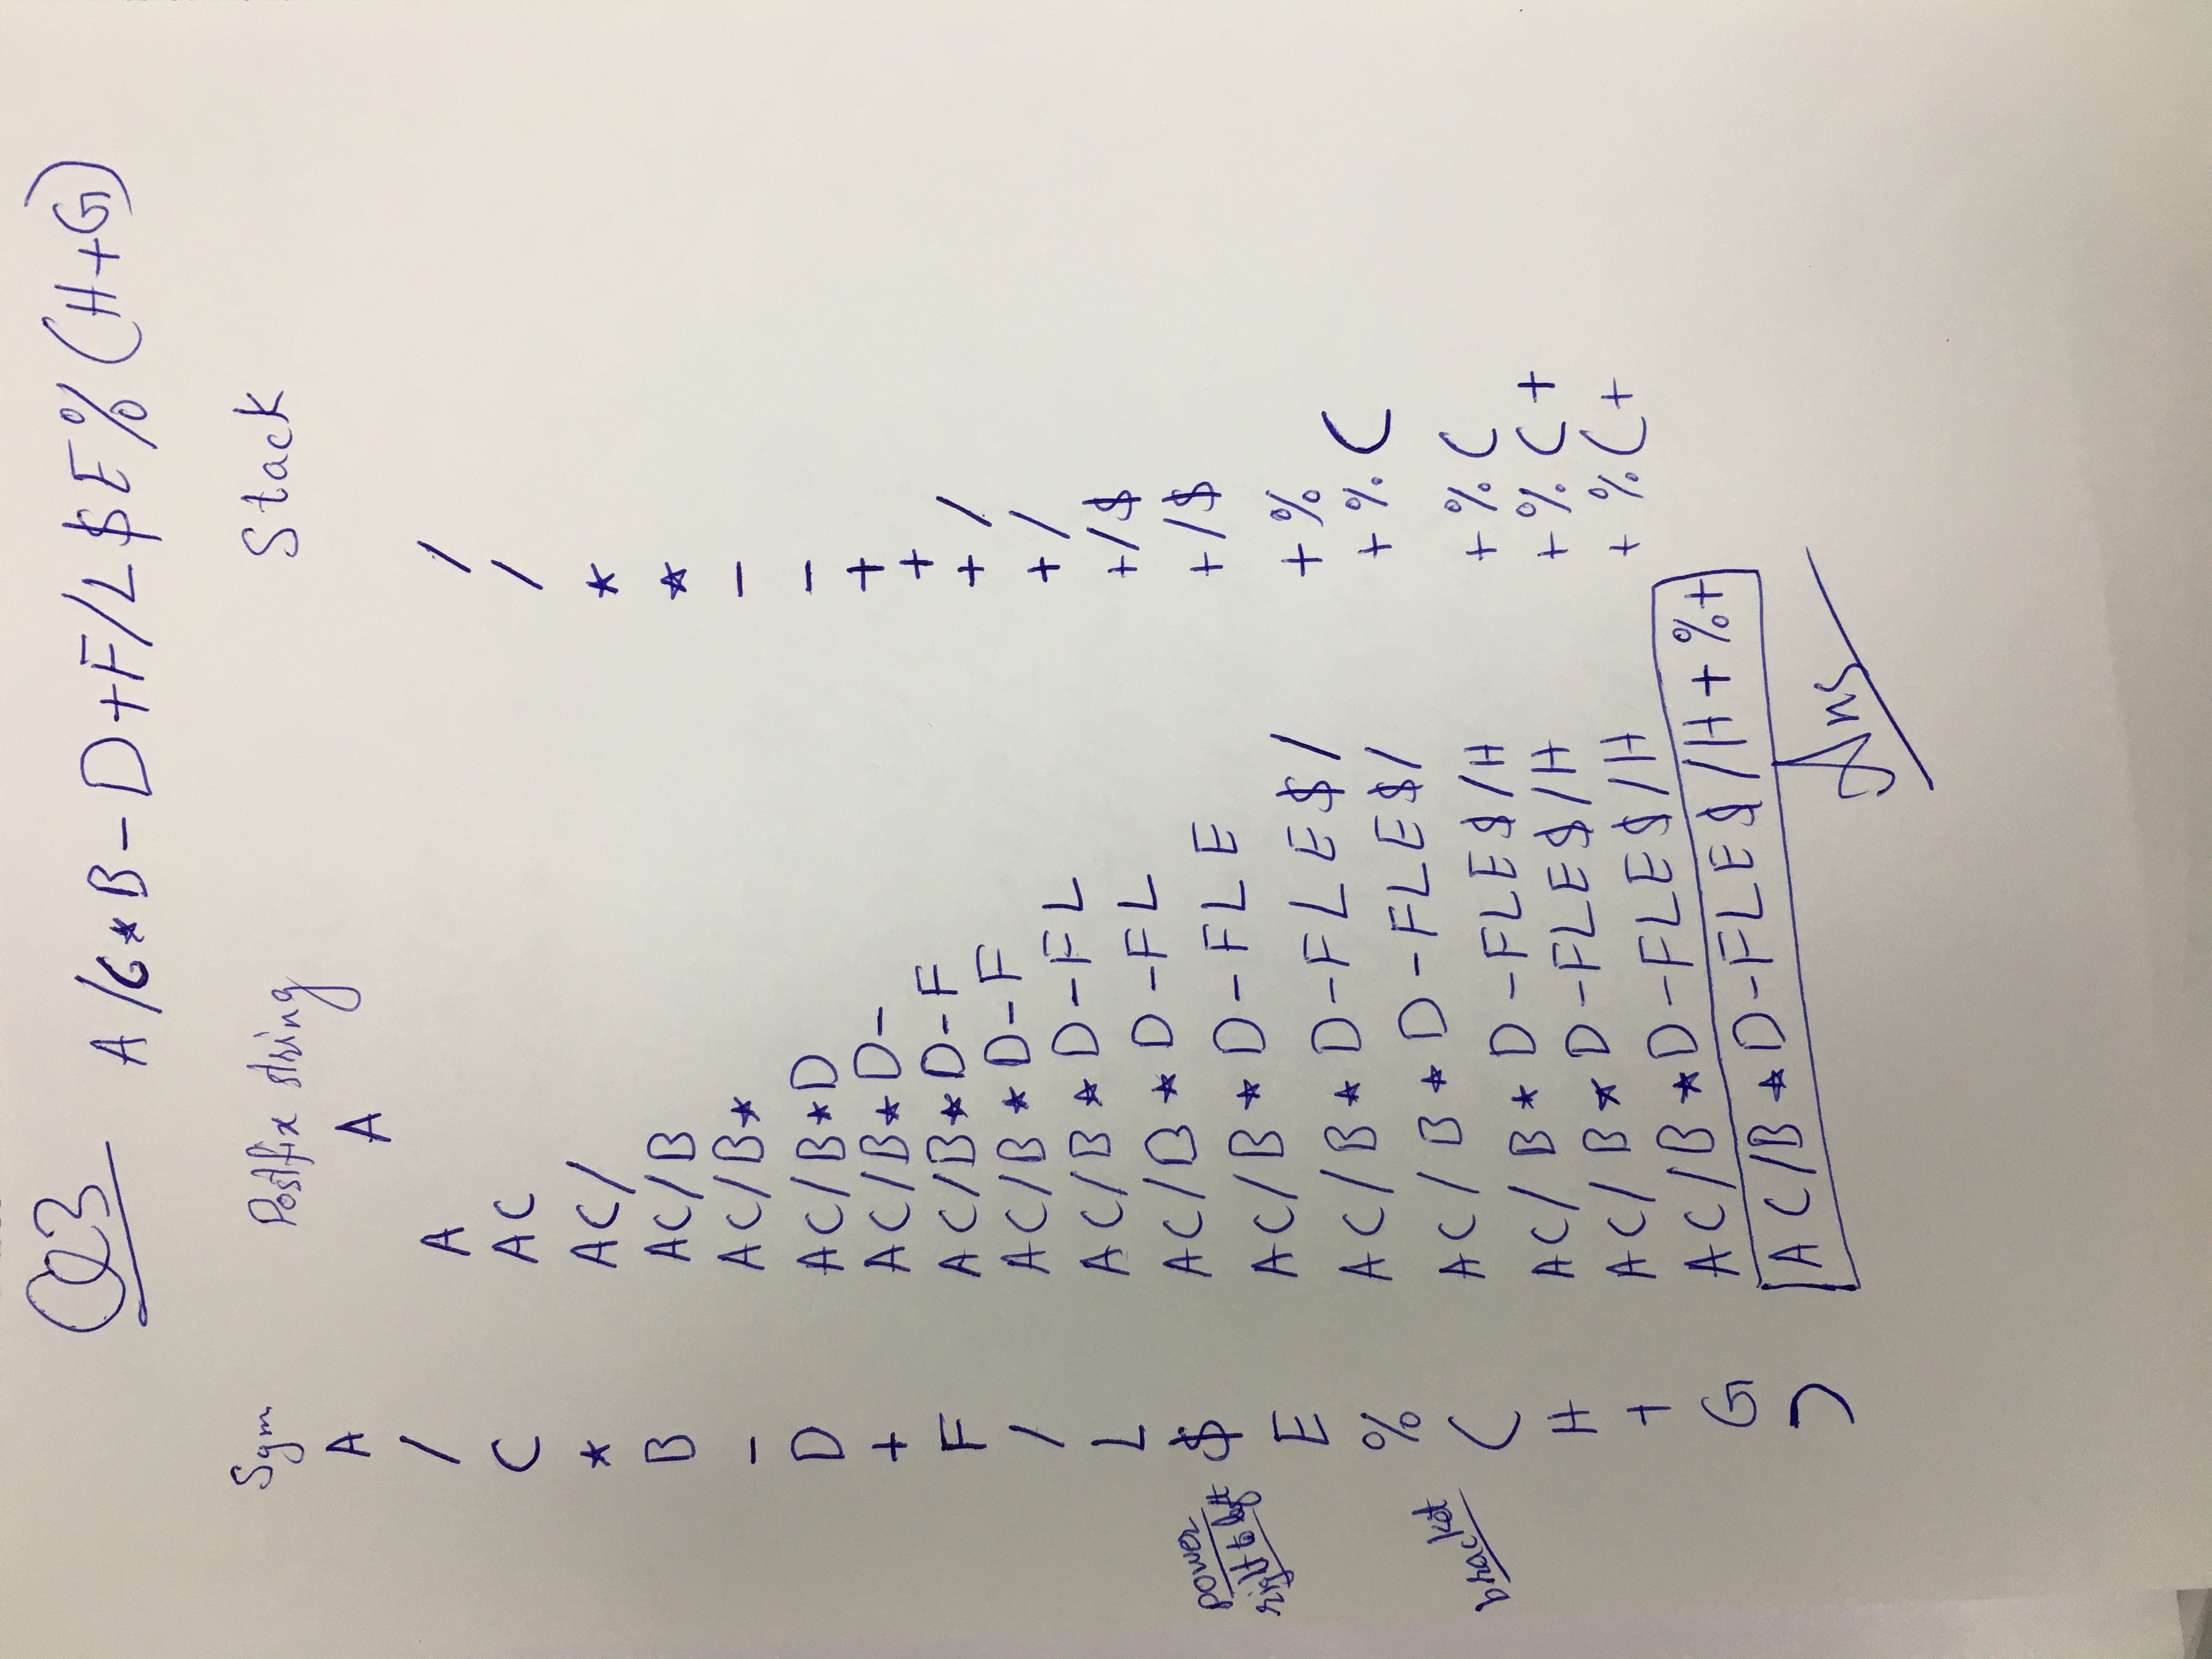 Q3 A/C*B-D+F/L$E%(H+G)
Sym Postfix string Stack
A A
/ A /
C AC /
* AC/ *
B AC/B *
- AC/B* -
D AC/B*D -
+ AC/B*D- +
F AC/B*D-F +
/ AC/B*D-F +/
L AC/B*D-FL +/
power right to left $ AC/B*D-FL +/$
E AC/B*D-FLE +/$
% AC/B*D-FLE$/ +%
bracket ( AC/B*D-FLE$/ +%(
H AC/B*D-FLE$/H +%(
+ AC/B*D-FLE$/H +%(+
G AC/B*D-FLE$/H +%(+
) AC/B*D-FLE$/H+%+
Ans